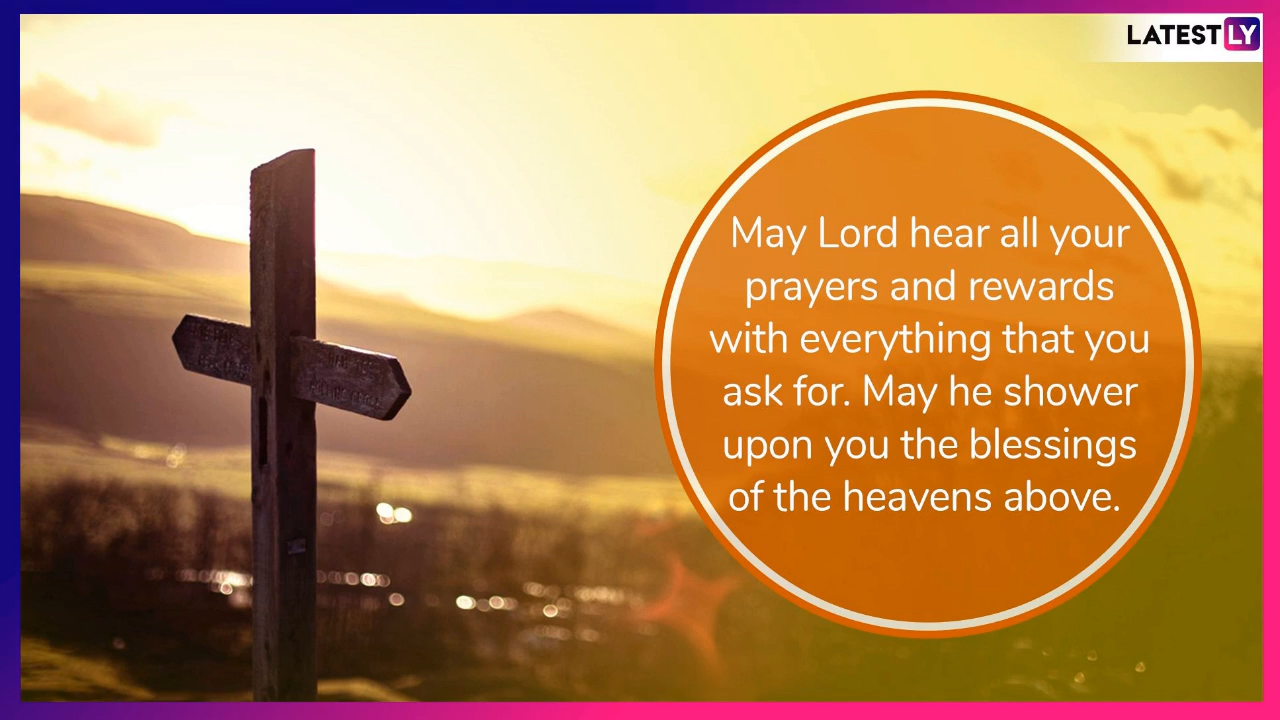 LATESTLY
May Lord hear all your
prayers and rewards
with everything that you
ask for. May he shower
upon you the blessings
of the heavens above.